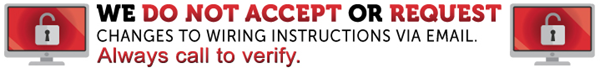 WE DO NOT ACCEPT OR REQUEST
CHANGES TO WIRING INSTRUCTIONS VIA EMAIL.
Always call to verify.